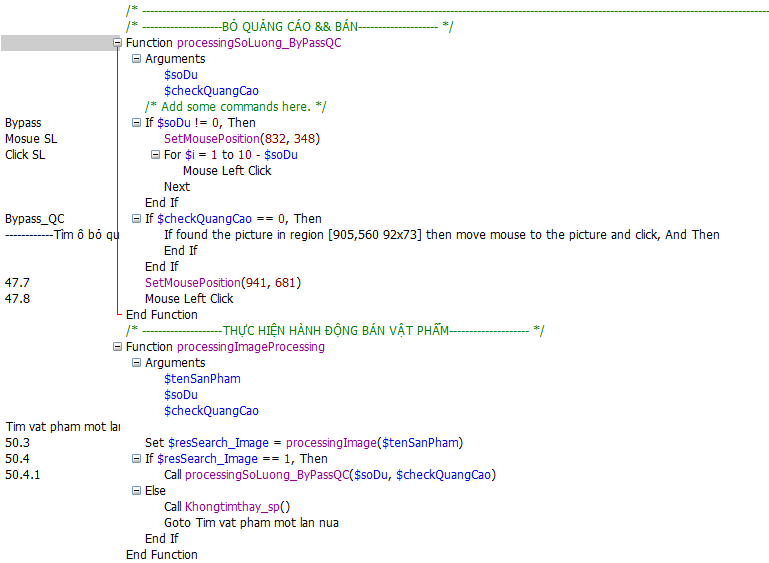 /* --------------------------------------------------------------------------------------------------------------------------------------------------------------
/* --------------------BỎ QUẢNG CÁO && BÁN-------------------- */
Function processingSoLuong_ByPassQC
Arguments
$soDu
$checkQuangCao
/* Add some commands here. */
Bypass If $soDu != 0, Then
Mosue SL SetMousePosition(832, 348)
Click SL For $i = 1 to 10 - $soDu
Mouse Left Click
Next
End If
Bypass_QC If $checkQuangCao == 0, Then
------------Tìm ô bỏ qu If found the picture in region [905,560 92x73] then move mouse to the picture and click, And Then
End If
End If
47.7 SetMousePosition(941, 681)
47.8 Mouse Left Click
End Function
/* --------------------THỰC HIỆN HÀNH ĐỘNG BÁN VẬT PHẨM-------------------- */
Function processingImageProcessing
Arguments
$tenSanPham
$soDu
$checkQuangCao
Tim vat pham mot lan
50.3 Set $resSearch_Image = processingImage($tenSanPham)
50.4 If $resSearch_Image == 1, Then
50.4.1 Call processingSoLuong_ByPassQC($soDu, $checkQuangCao)
Else
Call Khongtimthay_sp()
Goto Tim vat pham mot lan nua
End If
End Function